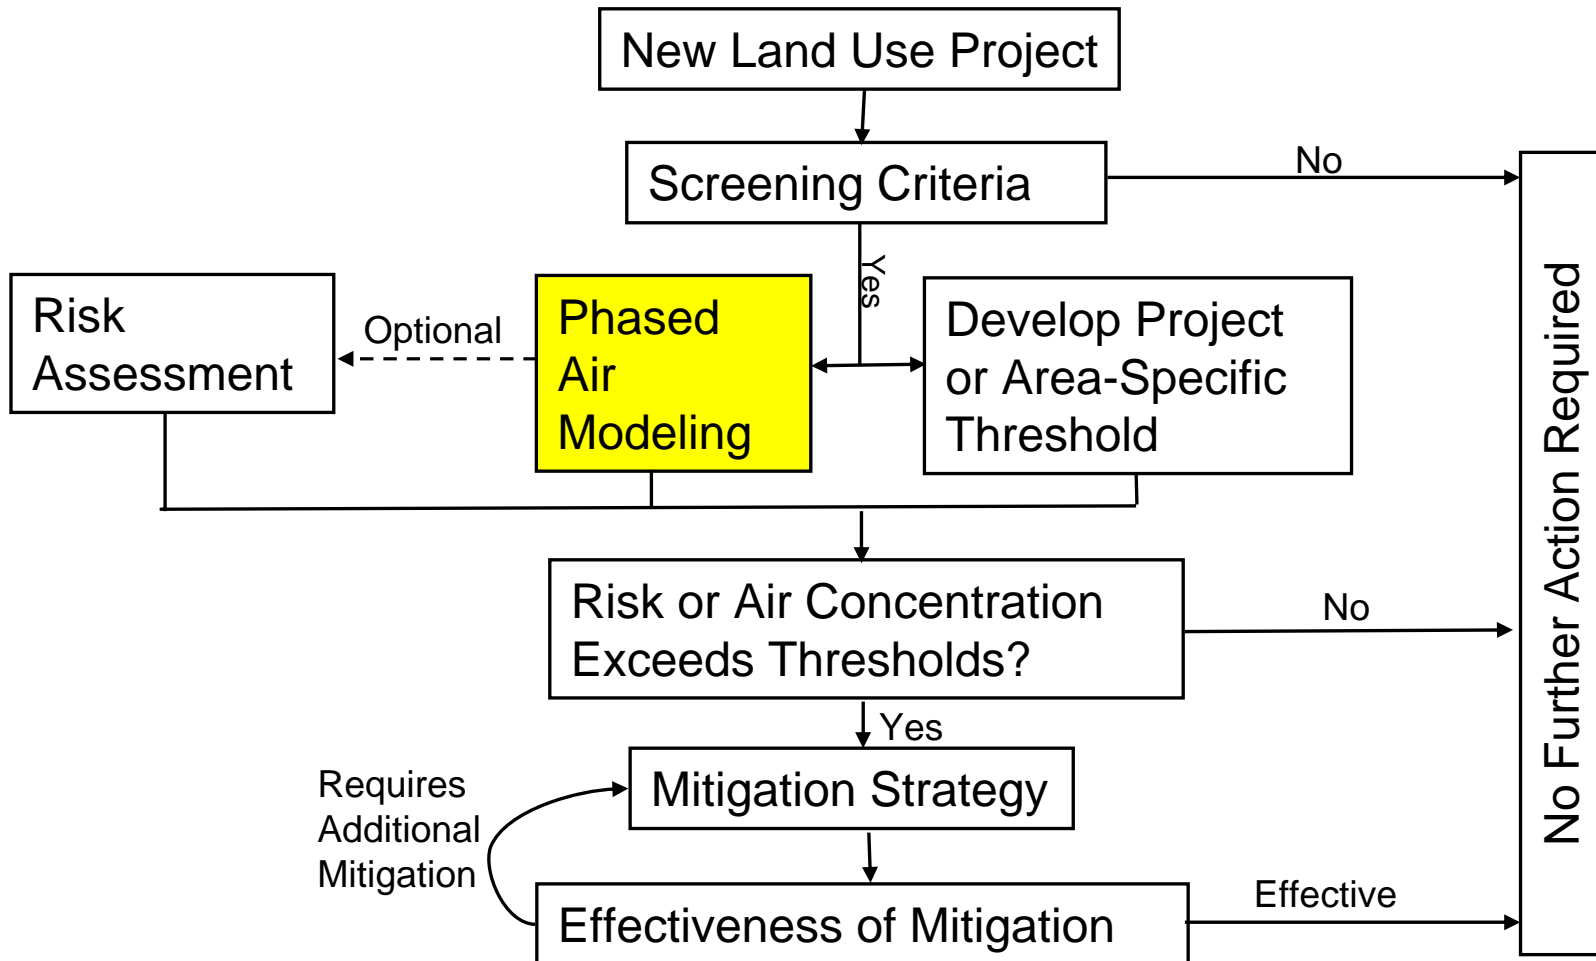 New Land Use Project
Screening Criteria
No
Yes
Risk
Assessment
Optional
Phased
Air
Modeling
Develop Project
or Area-Specific
Threshold
No Further Action Required
Risk or Air Concentration
Exceeds Thresholds?
No
Yes
Requires
Additional
Mitigation
Mitigation Strategy
Effectiveness of Mitigation
Effective